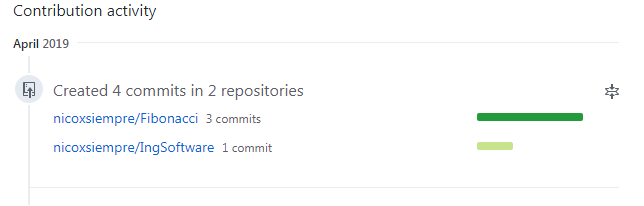 Contribution activity
April 2019
Created 4 commits in 2 repositories
nicoxsiempre/Fibonacci 3 commits
nicoxsiempre/IngSoftware 1 commit